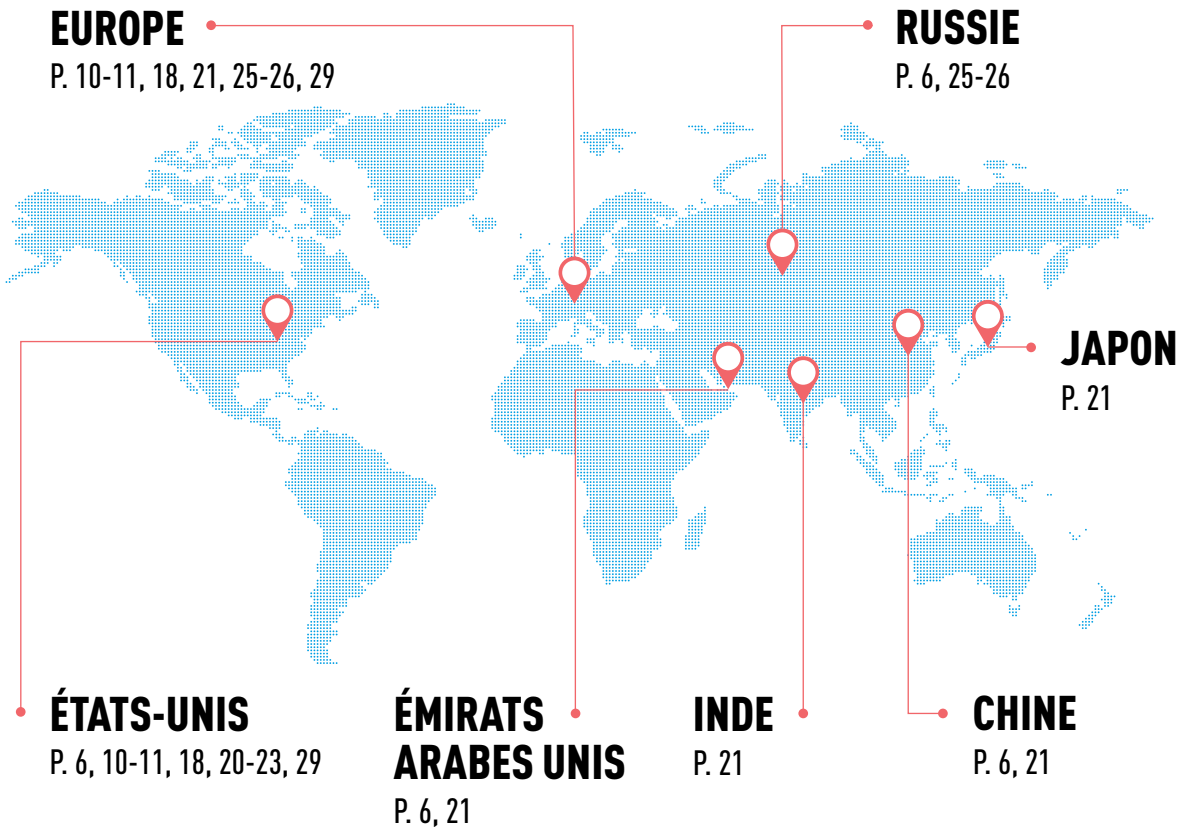 EUROPE
P. 10-11, 18, 21, 25-26, 29
RUSSIE
P. 6, 25-26
JAPON
P. 21
ÉTATS-UNIS
P. 6, 10-11, 18, 20-23, 29
ÉMIRATS
ARABES UNIS
P. 6, 21
INDE
P. 21
CHINE
P. 6, 21